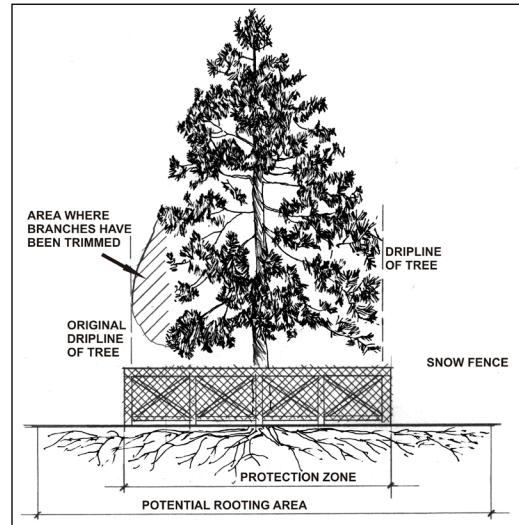 AREA WHERE
BRANCHES HAVE
BEEN TRIMMED
DRIPLINE
OF TREE
ORIGINAL
DRIPLINE
OF TREE
SNOW FENCE
PROTECTION ZONE
POTENTIAL ROOTING AREA